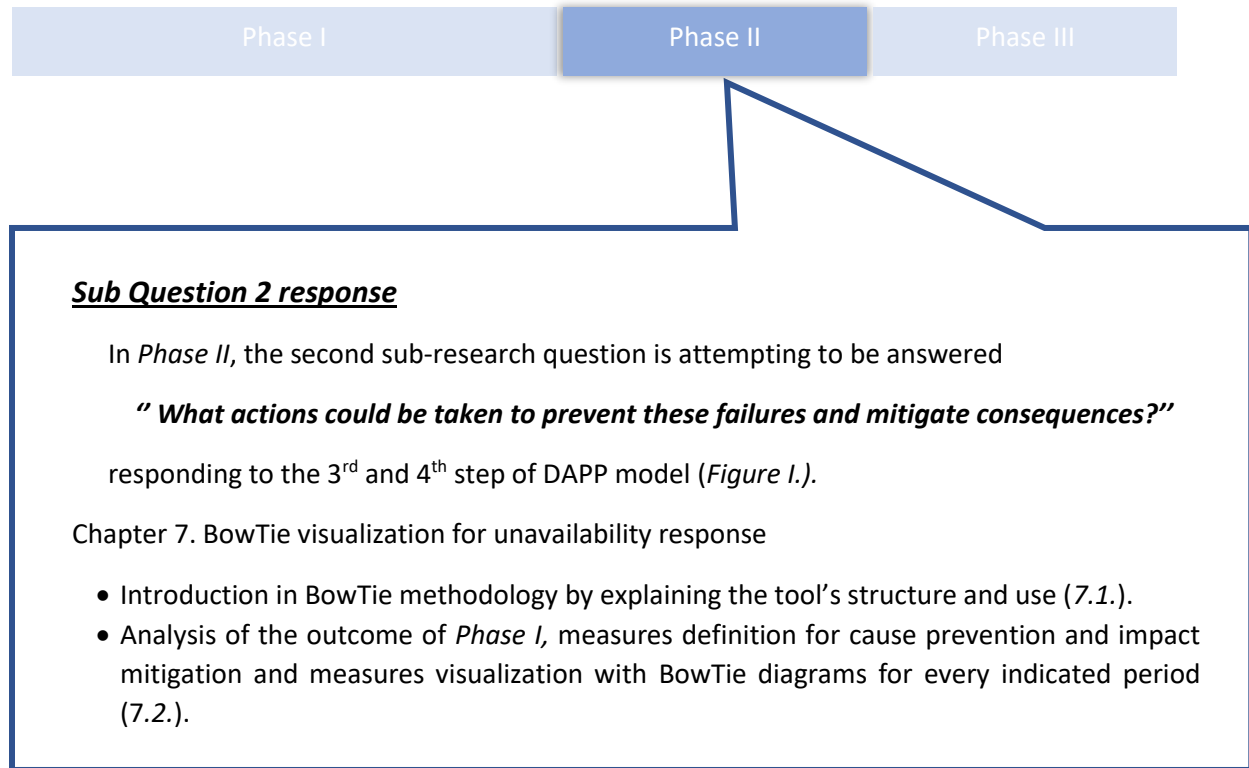 Phase I Phase II Phase III
Sub Question 2 response
In Phase II, the second sub-research question is attempting to be answered
″ What actions could be taken to prevent these failures and mitigate consequences?″
responding to the 3rd and 4th step of DAPP model (Figure I.).
Chapter 7. BowTie visualization for unavailability response
• Introduction in BowTie methodology by explaining the tool’s structure and use (7.1.).
• Analysis of the outcome of Phase I, measures definition for cause prevention and impact
mitigation and measures visualization with BowTie diagrams for every indicated period
(7.2.).